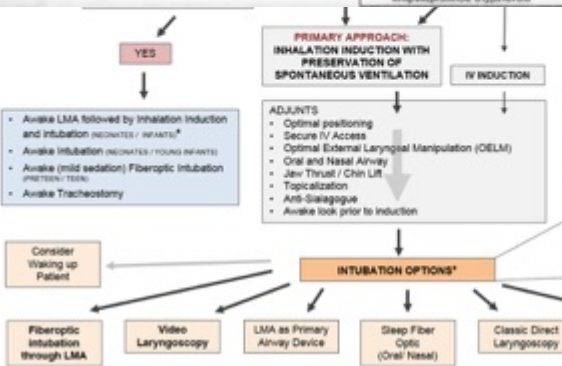 YES
PRIMARY APPROACH:
INHALATION INDUCTION WITH
PRESERVATION OF
SPONTANEOUS VENTILATION
IV INDUCTION
• Awake LMA followed by Inhalation Induction
and intubation (NEONATES / INFANTS)*
• Awake Intubation (NEONATES / YOUNG INFANTS)
• Awake (mild sedation) Fiberoptic Intubation
(PRETEEN / TEEN)
• Awake Tracheostomy
ADJUNTS
• Optimal positioning
• Secure IV Access
• Optimal External Laryngeal Manipulation (OELM)
• Oral and Nasal Airway
• Jaw Thrust / Chin Lift
• Topicalization
• Anti-Sialagogue
• Awake look prior to induction
Consider
Waking up
Patient
INTUBATION OPTIONS*
Fiberoptic
intubation
through LMA
Video
Laryngoscopy
LMA as Primary
Airway Device
Sleep Fiber
Optic
(Oral/ Nasal)
Classic Direct
Laryngoscopy